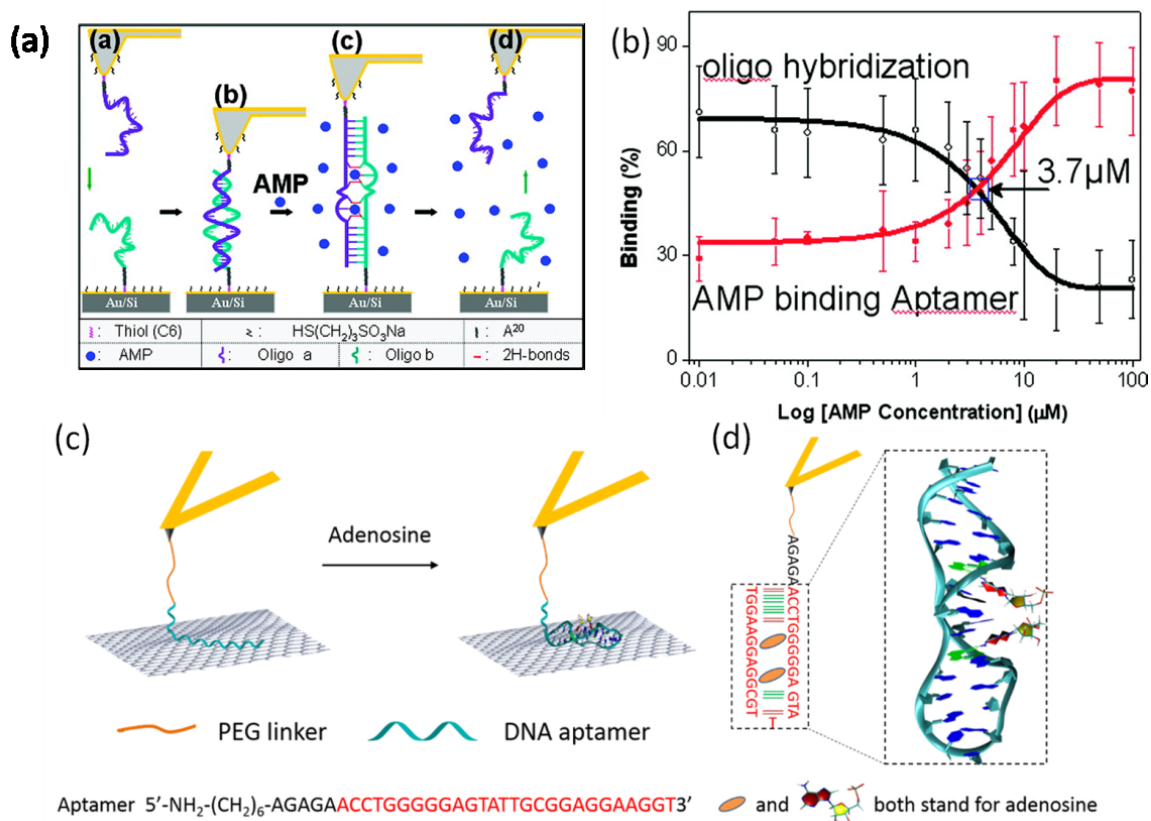 (a)
(a)
(b)
(c)
(d)
AMP
Au/Si
Au/Si
Au/Si
Au/Si
: Thiol (C6)
: HS(CH2)3SO3Na
: A20
: AMP
: Oligo a
: Oligo b
: 2H-bonds
(b)
90
60
30
Binding (%)
oligo hybridization
3.7µM
AMP binding Aptamer
0.01
0.1
1
10
100
Log [AMP Concentration] (µM)
(c)
Adenosine
PEG linker
DNA aptamer
(d)
AGAGAACCTGGGGGGA GTA
TGGAAGGAGGCGT
T
Aptamer 5’-NH2-(CH2)6-AGAGAACCTGGGGGAGTATTGCGGAGGAAGGT3’
and
both stand for adenosine